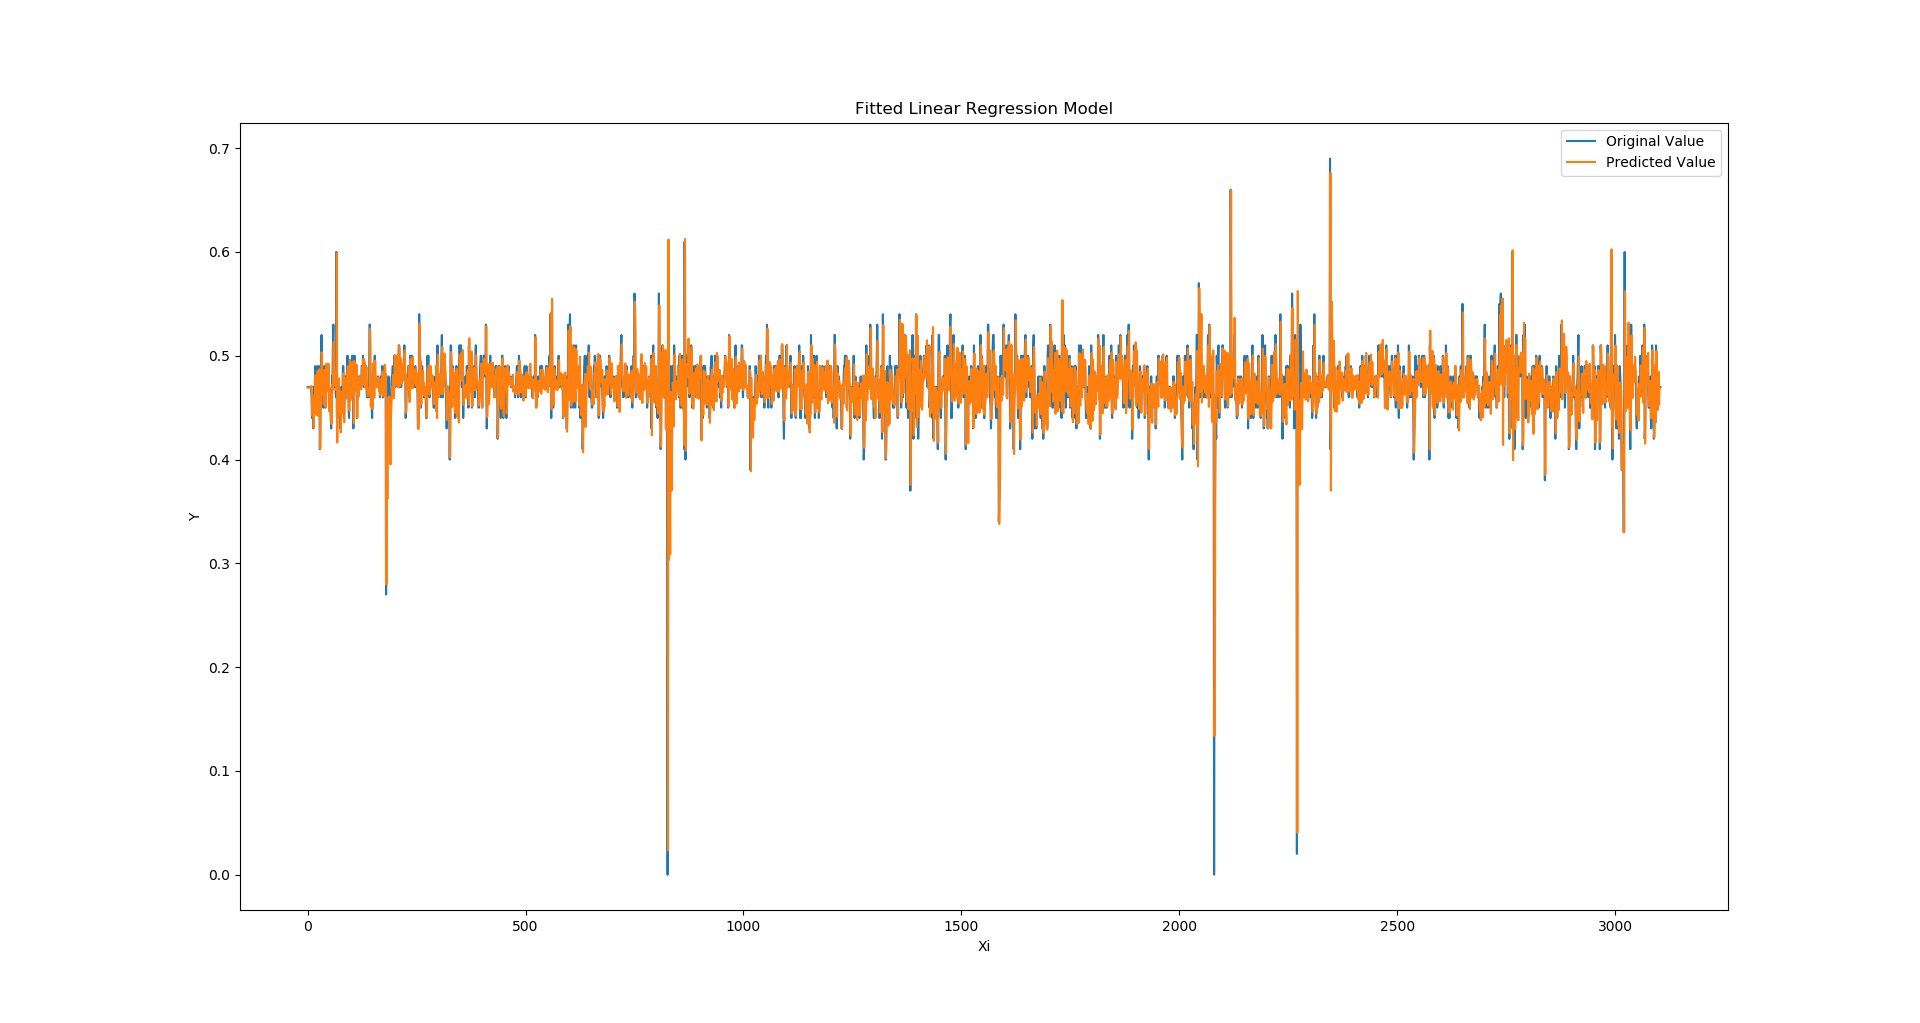 Fitted Linear Regression Model
Original Value
Predicted Value
0.7
0.6
0.5
0.4
0.3
0.2
0.1
0.0
Y
0 500 1000 1500 2000 2500 3000
Xi